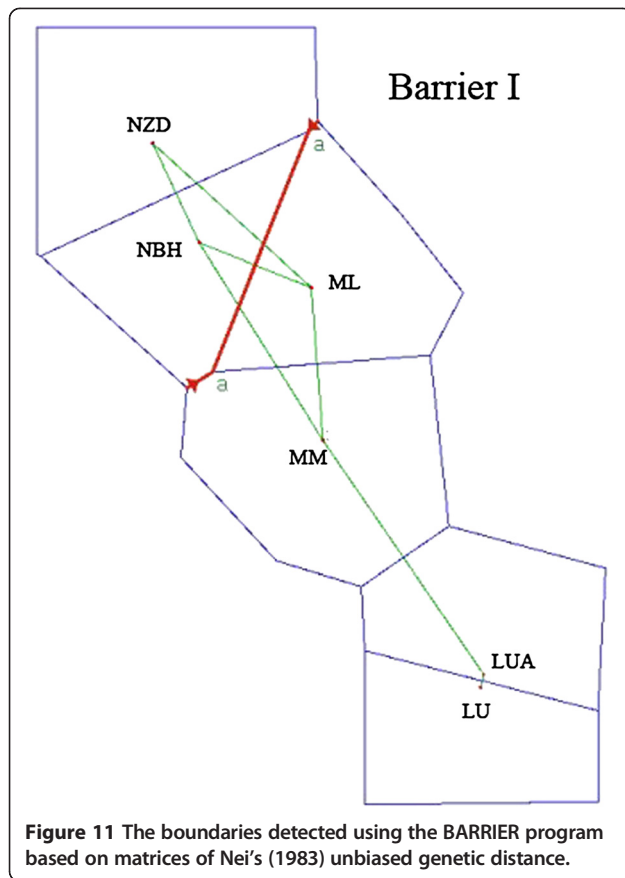 Barrier I
NZD
a
NBH
ML
a
MM
LUA
LU
Figure 11 The boundaries detected using the BARRIER program
based on matrices of Nei's (1983) unbiased genetic distance.